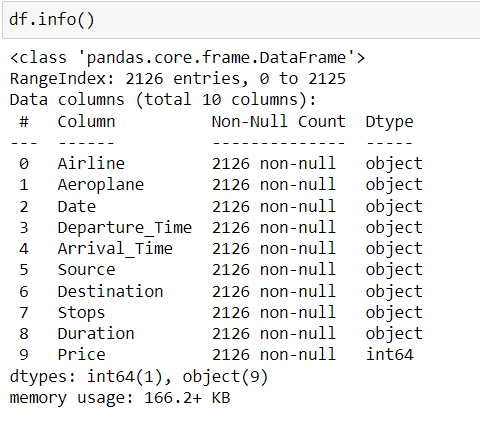 df.info()
<class 'pandas.core.frame.DataFrame'>
RangeIndex: 2126 entries, 0 to 2125
Data columns (total 10 columns):
 #   Column          Non-Null Count  Dtype
---  ------          --------------  -----
 0   Airline         2126 non-null   object
 1   Aeroplane       2126 non-null   object
 2   Date            2126 non-null   object
 3   Departure_Time  2126 non-null   object
 4   Arrival_Time    2126 non-null   object
 5   Source          2126 non-null   object
 6   Destination     2126 non-null   object
 7   Stops           2126 non-null   object
 8   Duration        2126 non-null   object
 9   Price           2126 non-null   int64
dtypes: int64(1), object(9)
memory usage: 166.2+ KB